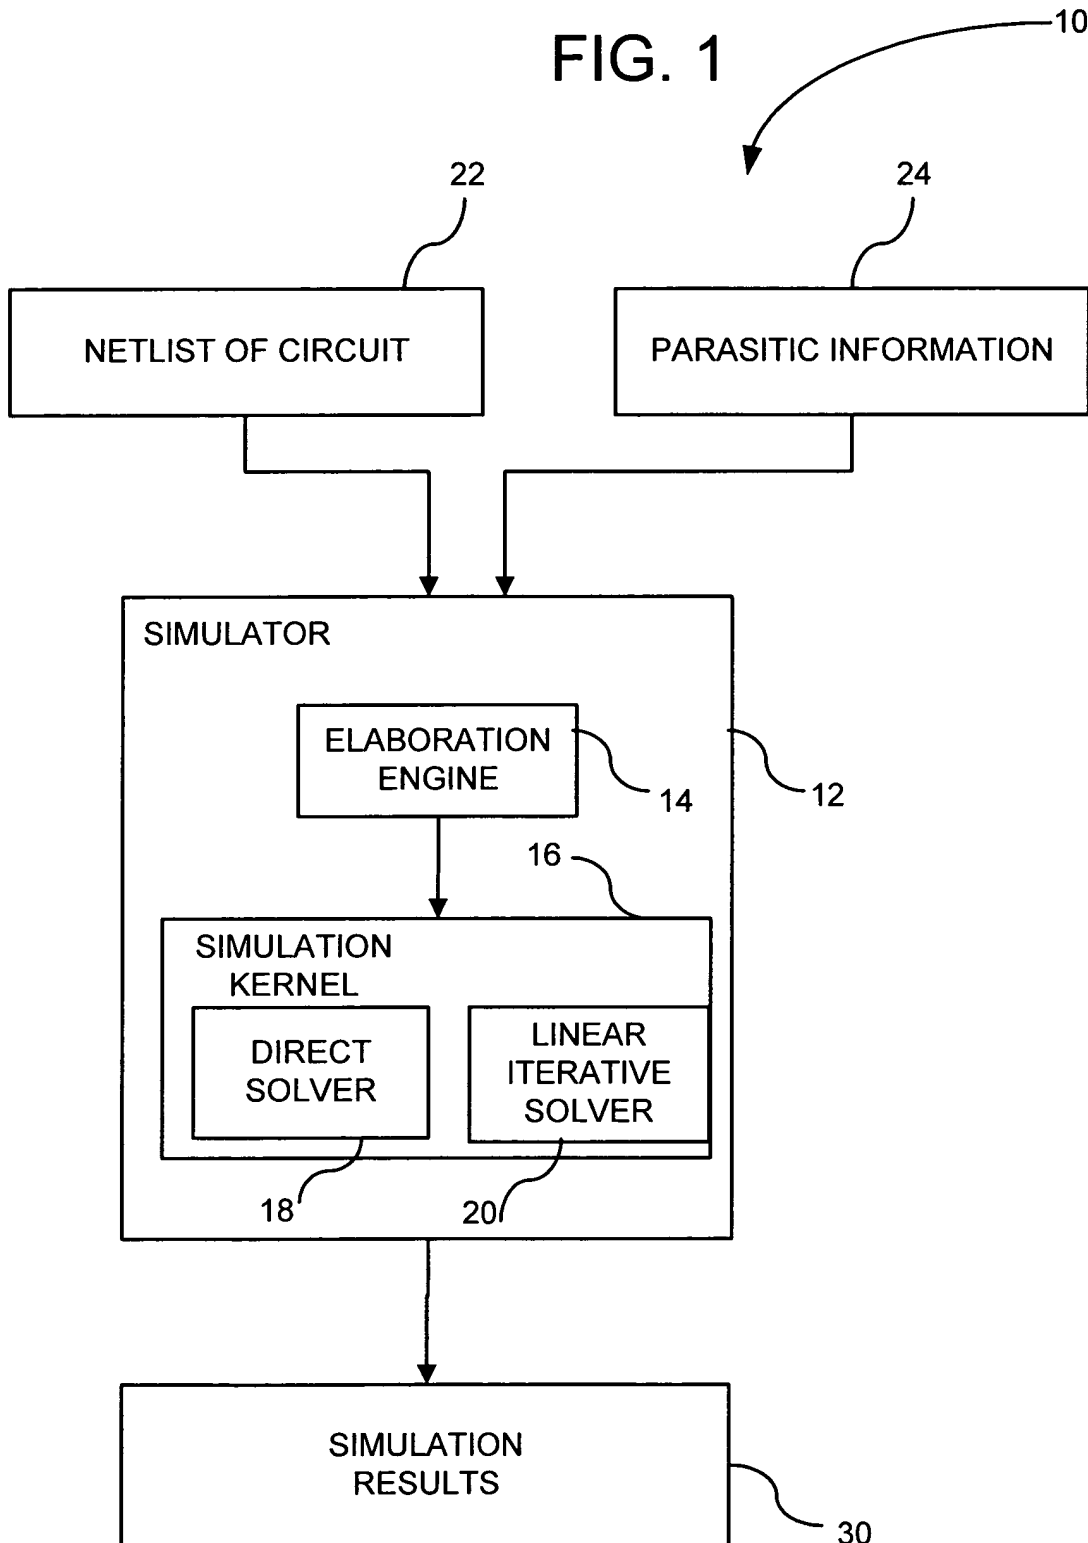 FIG. 1
10
22
24
NETLIST OF CIRCUIT
PARASITIC INFORMATION
SIMULATOR
ELABORATION
ENGINE
14
12
16
SIMULATION
KERNEL
DIRECT
SOLVER
LINEAR
ITERATIVE
SOLVER
18
20
SIMULATION
RESULTS
30